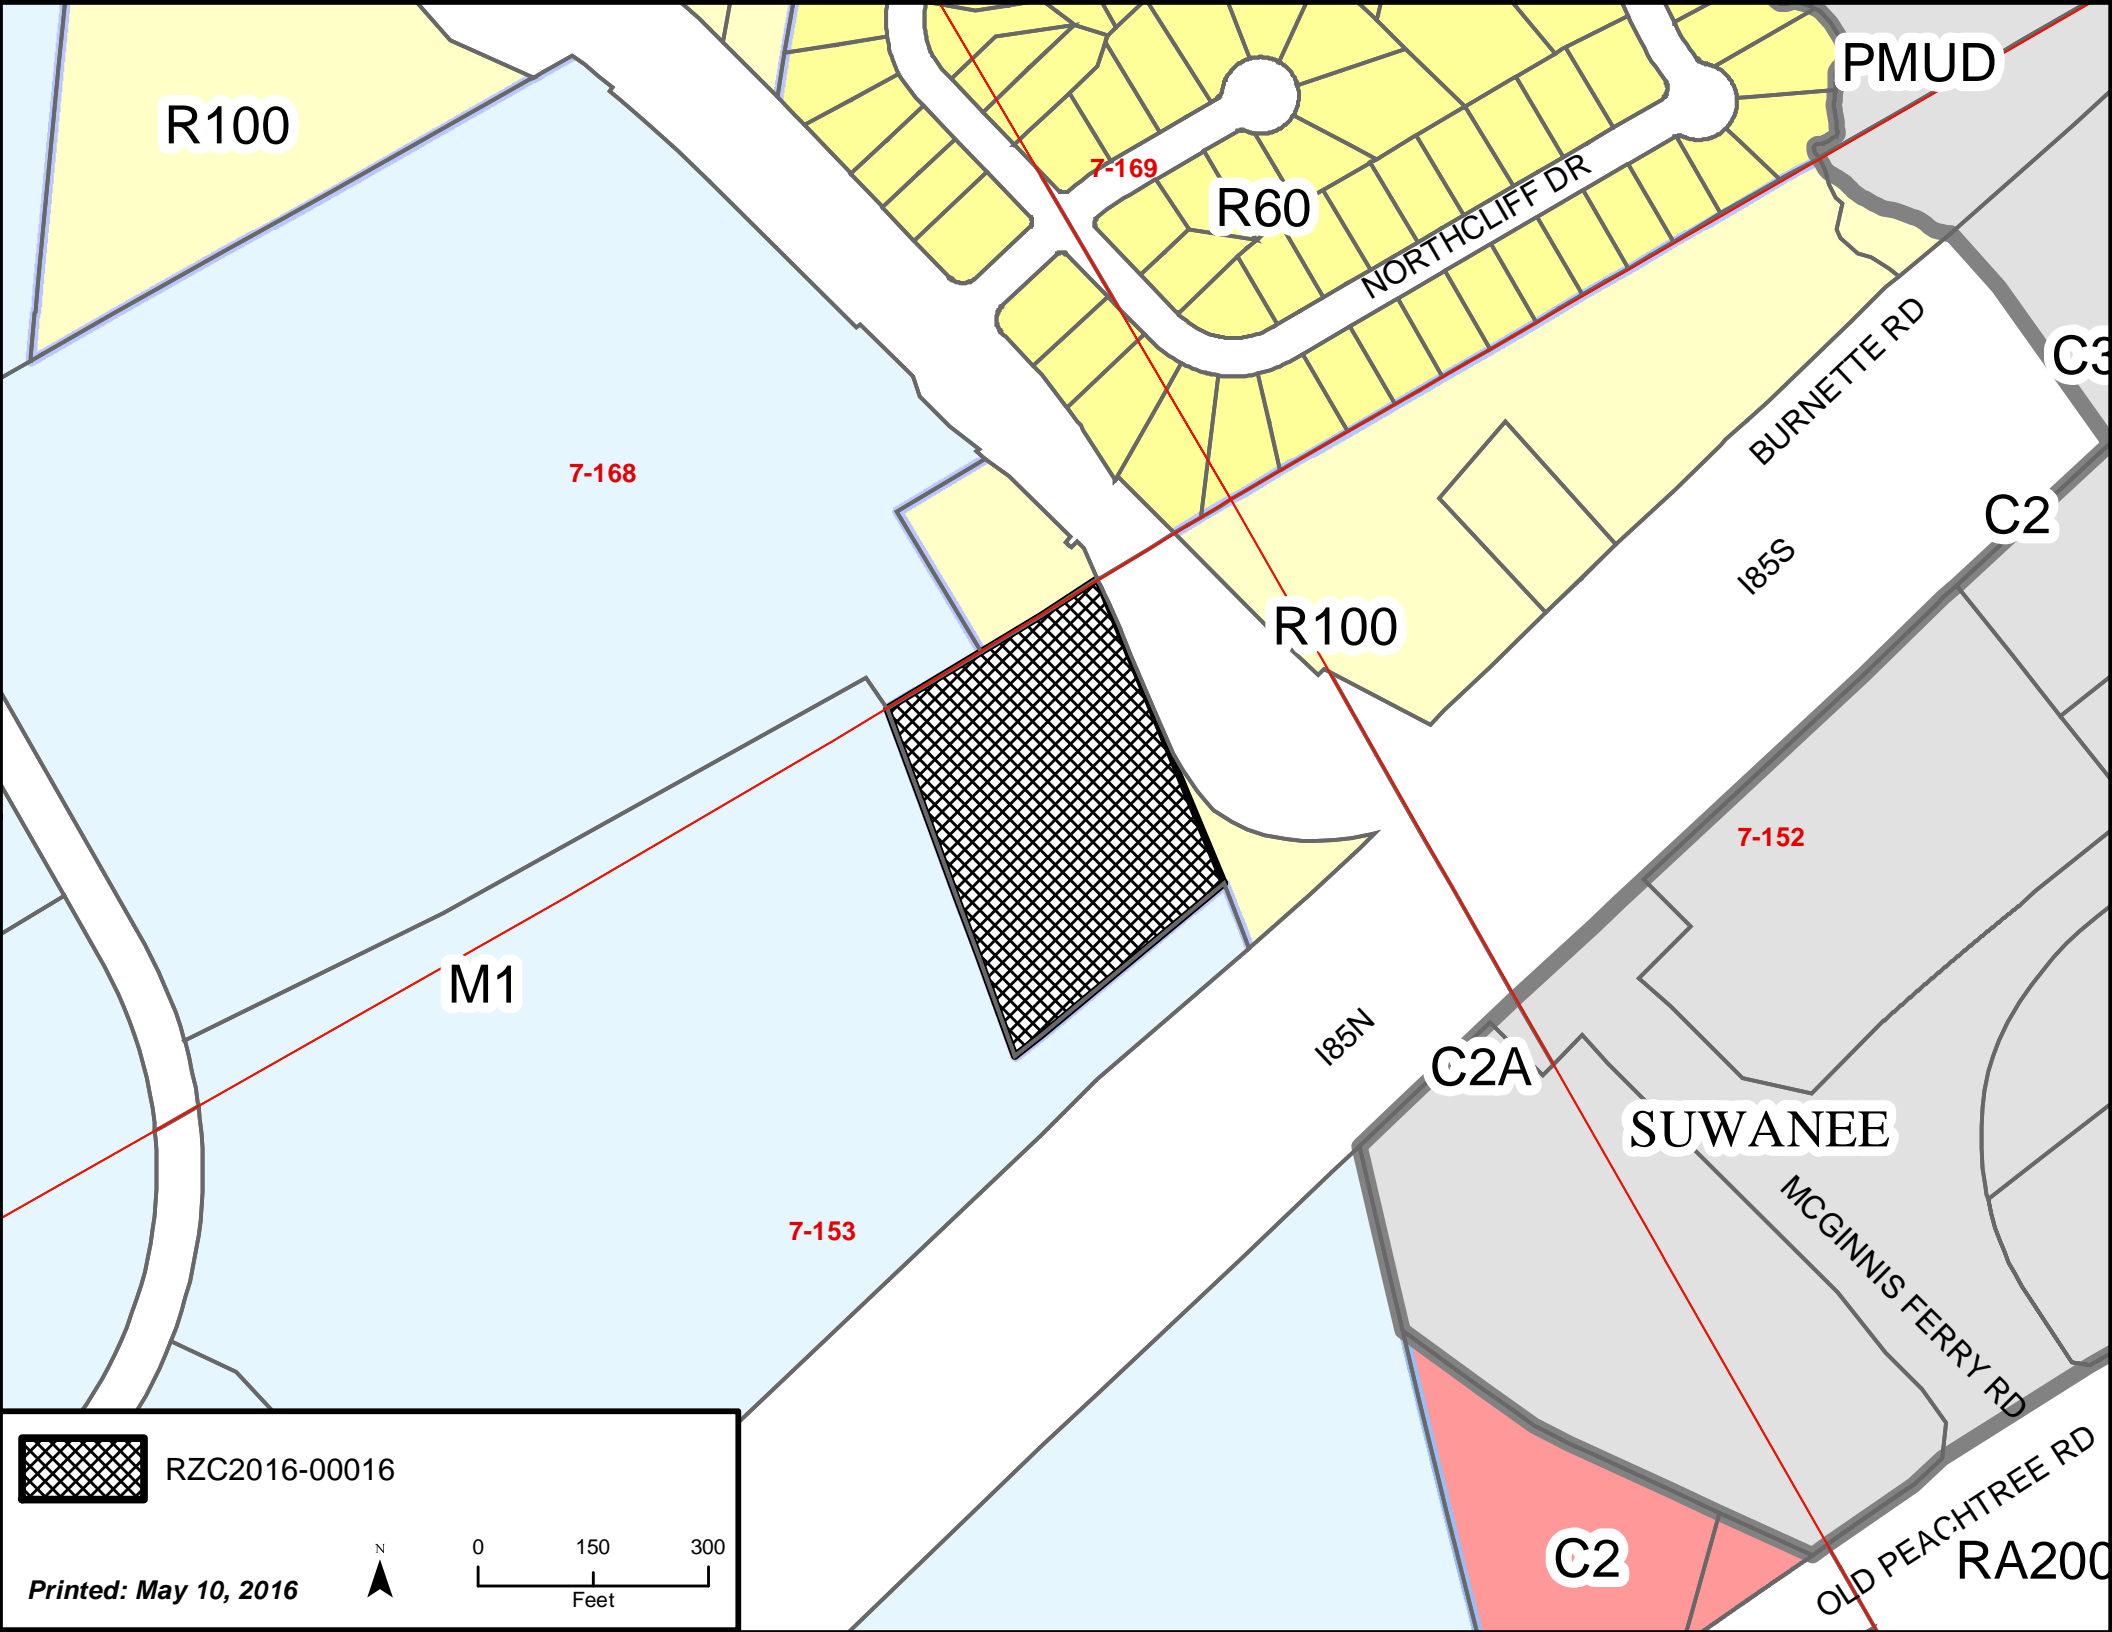 PMUD
R100
7-169
R60
NORTHCLIFF DR
BURNETTE RD
C3
7-168
C2
I85S
R100
7-152
M1
I85N
C2A
SUWANEE
7-153
MCGINNIS FERRY RD
OLD PEACHTREE RD
C2
RA200
RZC2016-00016
N
0 150 300
Feet
Printed: May 10, 2016